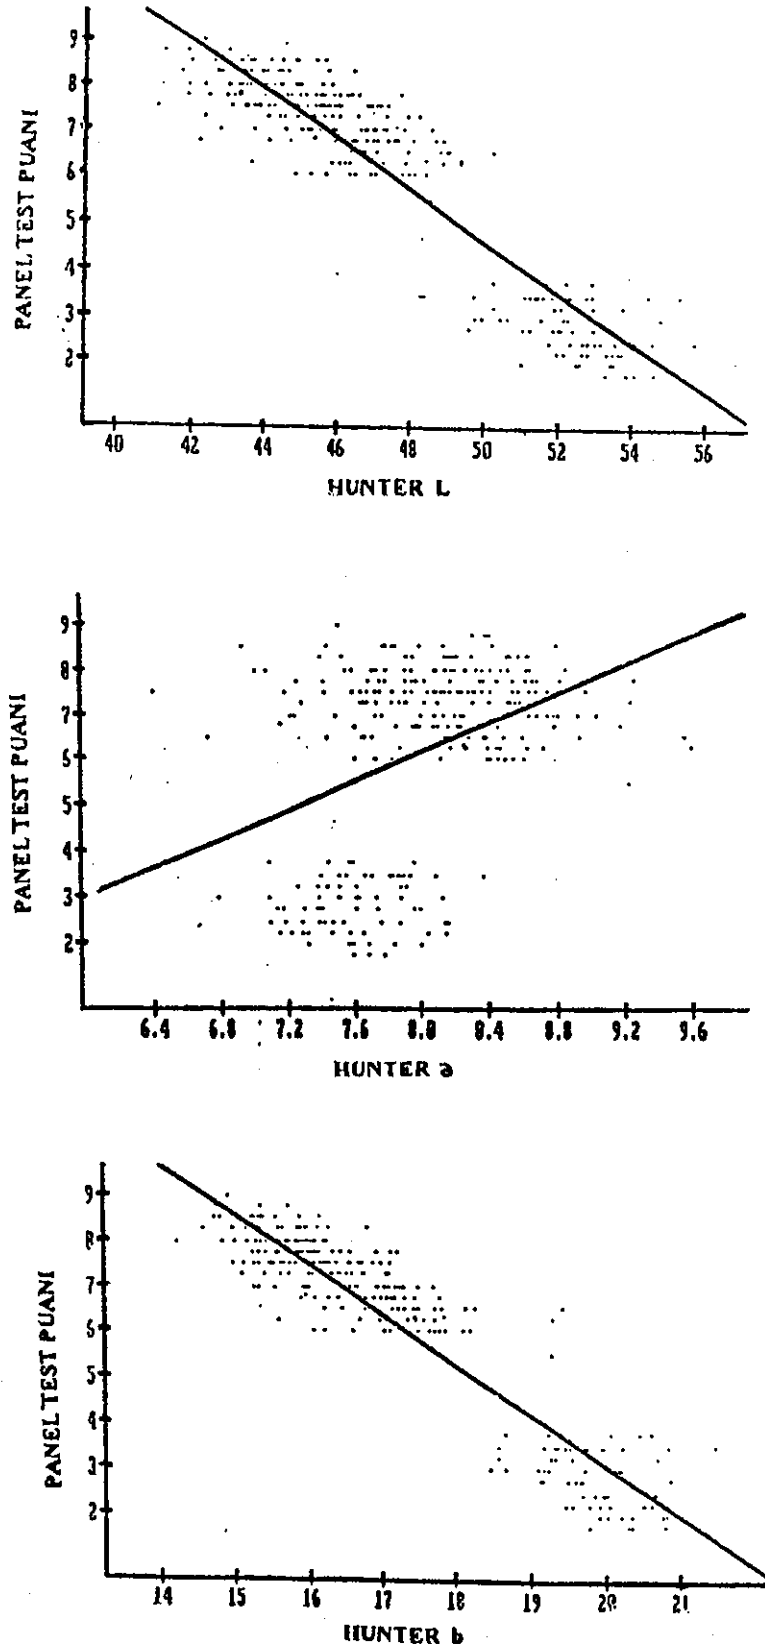 PANEL TEST PUANI
9
8
7
6
5
4
3
2
40 42 44 46 48 50 52 54 56
HUNTER L
PANEL TEST PUANI
9
8
7
6
5
4
3
2
6.4 6.8 7.2 7.6 8.0 8.4 8.8 9.2 9.6
HUNTER a
PANEL TEST PUANI
9
8
7
6
5
4
3
2
14 15 16 17 18 19 20 21
HUNTER b